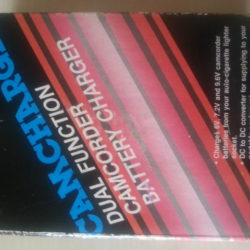 CAMCHARGE
DUAL FUNCTION
CAMCORDER
BATTERY CHARGER
• Charges 6V, 7.2V and 9.6V camcorder
batteries from your auto-cigarette lighter
socket.
• DC to DC converter for supplying to your